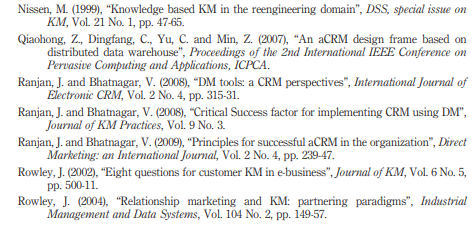 Nissen, M. (1999), “Knowledge based KM in the reengineering domain”, DSS, special issue on
KM, Vol. 21 No. 1, pp. 47-65.
Qiaohong, Z., Dingfang, C., Yu, C. and Min, Z. (2007), “An aCRM design frame based on
distributed data warehouse”, Proceedings of the 2nd International IEEE Conference on
Pervasive Computing and Applications, ICPCA.
Ranjan, J. and Bhatnagar, V. (2008), “DM tools: a CRM perspectives”, International Journal of
Electronic CRM, Vol. 2 No. 4, pp. 315-31.
Ranjan, J. and Bhatnagar, V. (2008), “Critical Success factor for implementing CRM using DM”,
Journal of KM Practices, Vol. 9 No. 3.
Ranjan, J. and Bhatnagar, V. (2009), “Principles for successful aCRM in the organization”, Direct
Marketing: an International Journal, Vol. 2 No. 4, pp. 239-47.
Rowley, J. (2002), “Eight questions for customer KM in e-business”, Journal of KM, Vol. 6 No. 5,
pp. 500-11.
Rowley, J. (2004), “Relationship marketing and KM: partnering paradigms”, Industrial
Management and Data Systems, Vol. 104 No. 2, pp. 149-57.